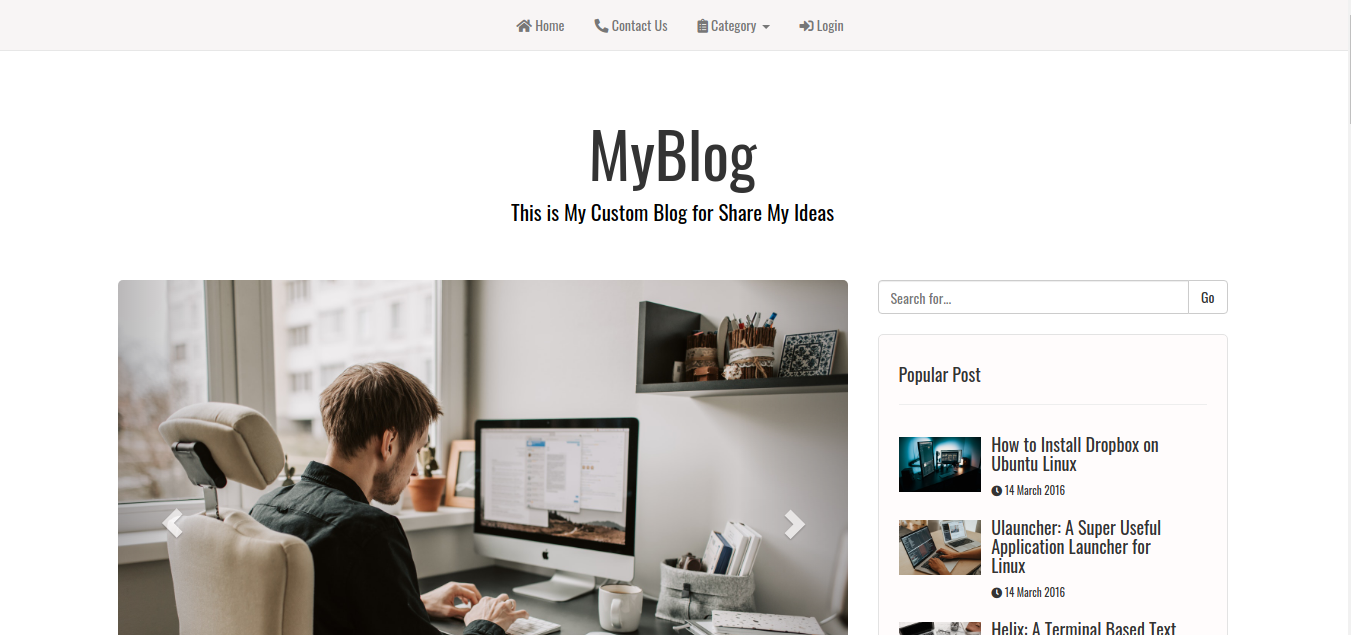 Home Contact Us Category Login
MyBlog
This is My Custom Blog for Share My Ideas
Search for... Go
Popular Post
How to Install Dropbox on
Ubuntu Linux
14 March 2016
Ulauncher: A Super Useful
Application Launcher for
Linux
14 March 2016
Helix: A Terminal Based Text